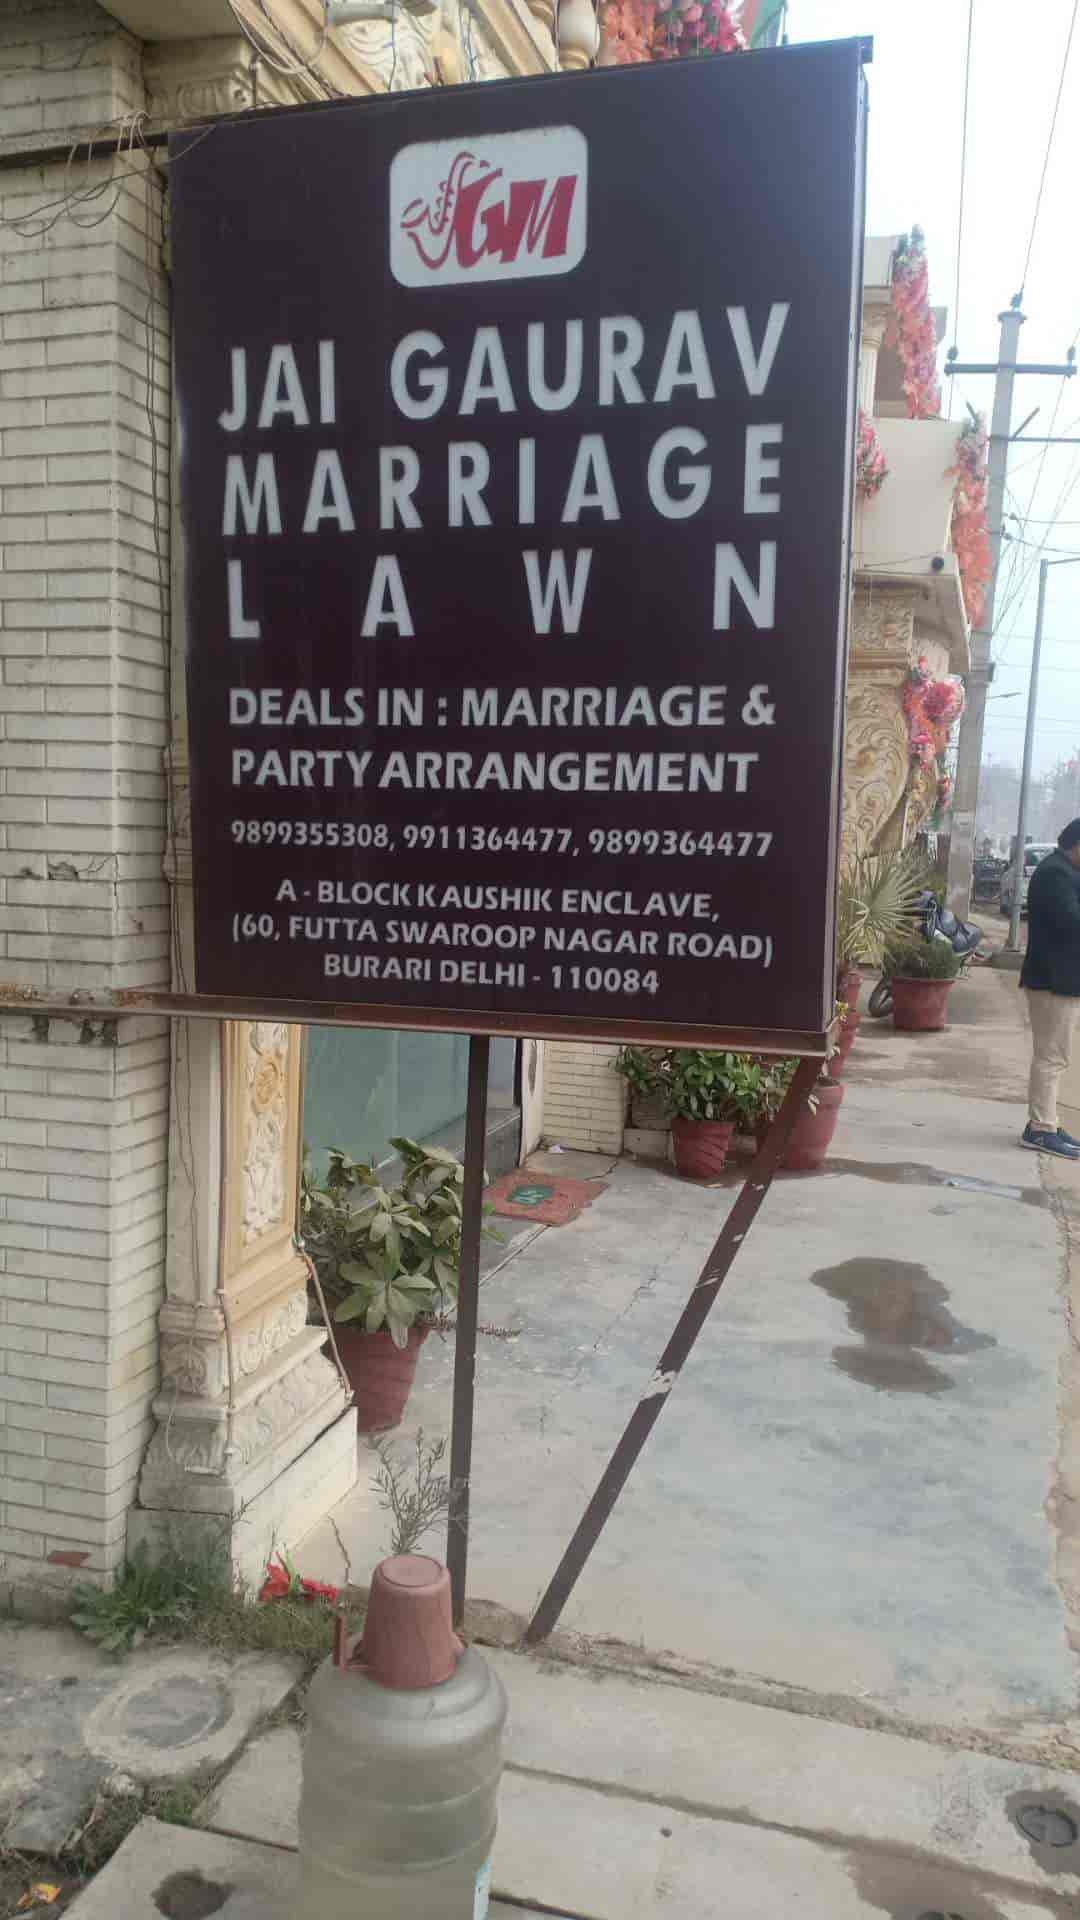 JGM
JAI GAURAV
MARRIAGE
LAWN
DEALS IN : MARRIAGE &
PARTY ARRANGEMENT
9899355308, 9911364477, 9899364477
A - BLOCK KAUSHIK ENCLAVE,
(60, FUTTA SWAROOP NAGAR ROAD)
BURARI DELHI - 110084